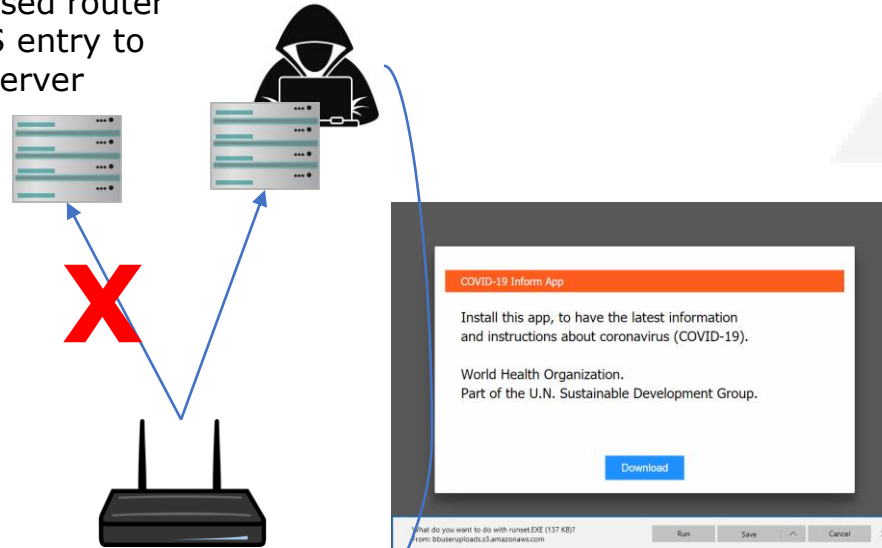 sed router
S entry to
erver
X
COVID-19 Inform App
Install this app, to have the latest information
and instructions about coronavirus (COVID-19).
World Health Organization.
Part of the U.N. Sustainable Development Group.
Download
What do you want to do with runset.EXE (137 KB)?
From: bbuseruploads.s3.amazonaws.com
Run
Save
Cancel